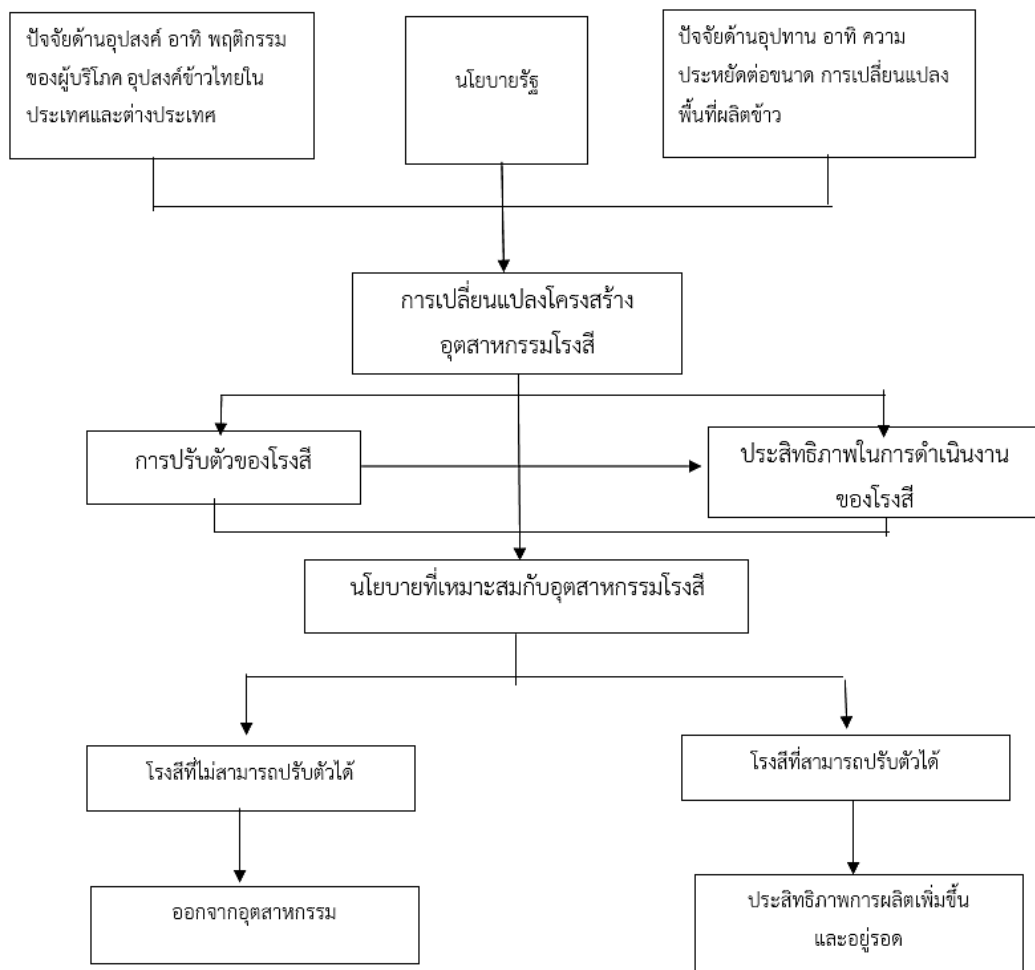 ปัจจัยด้านอุปสงค์ อาทิ พฤติกรรม
ของผู้บริโภค อุปสงค์ข้าวไทยใน
ประเทศและต่างประเทศ
นโยบายรัฐ
ปัจจัยด้านอุปทาน อาทิ ความ
ประหยัดต่อขนาด การเปลี่ยนแปลง
พื้นที่ผลิตข้าว
การเปลี่ยนแปลงโครงสร้าง
อุตสาหกรรมโรงสี
การปรับตัวของโรงสี
ประสิทธิภาพในการดำเนินงาน
ของโรงสี
นโยบายที่เหมาะสมกับอุตสาหกรรมโรงสี
โรงสีที่ไม่สามารถปรับตัวได้
โรงสีที่สามารถปรับตัวได้
ออกจากอุตสาหกรรม
ประสิทธิภาพการผลิตเพิ่มขึ้น
และอยู่รอด